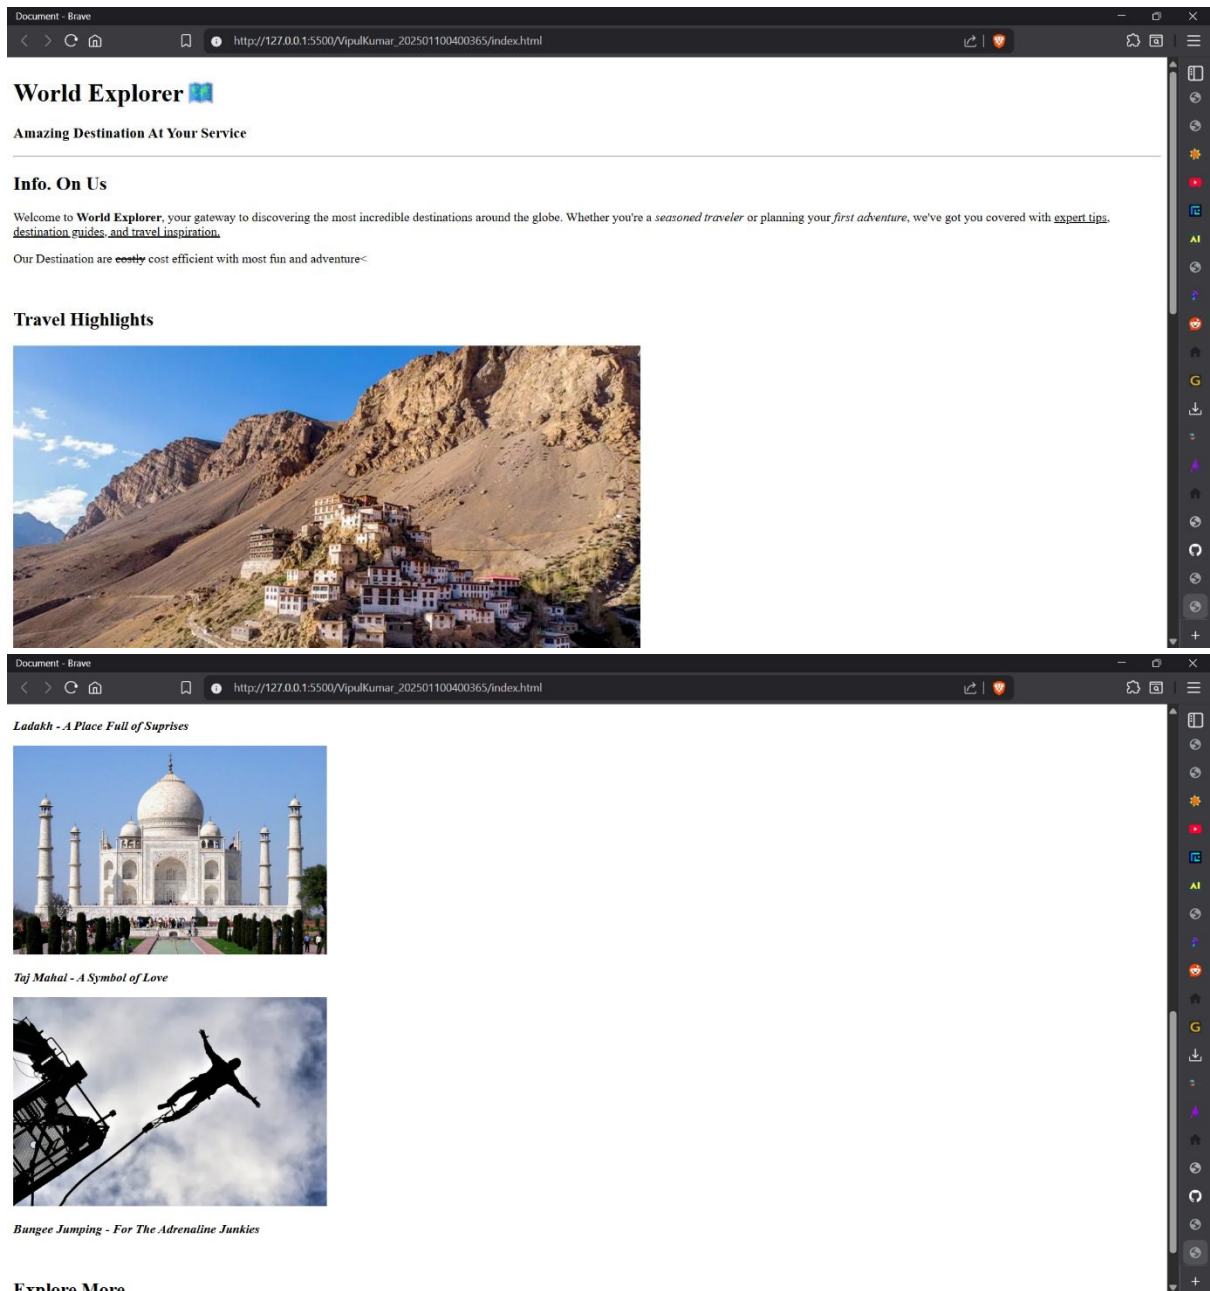 Document - Brave
http://127.0.0.1:5500/VipulKumar_202501100400365/index.html
World Explorer
Amazing Destination At Your Service
Info. On Us
Welcome to World Explorer, your gateway to discovering the most incredible destinations around the globe. Whether you're a seasoned traveler or planning your first adventure, we've got you covered with expert tips,
destination guides, and travel inspiration.
Our Destination are costly cost efficient with most fun and adventure<
Travel Highlights
Document - Brave
http://127.0.0.1:5500/VipulKumar_202501100400365/index.html
Ladakh - A Place Full of Suprises
Taj Mahal - A Symbol of Love
Bungee Jumping - For The Adrenaline Junkies
Explore More